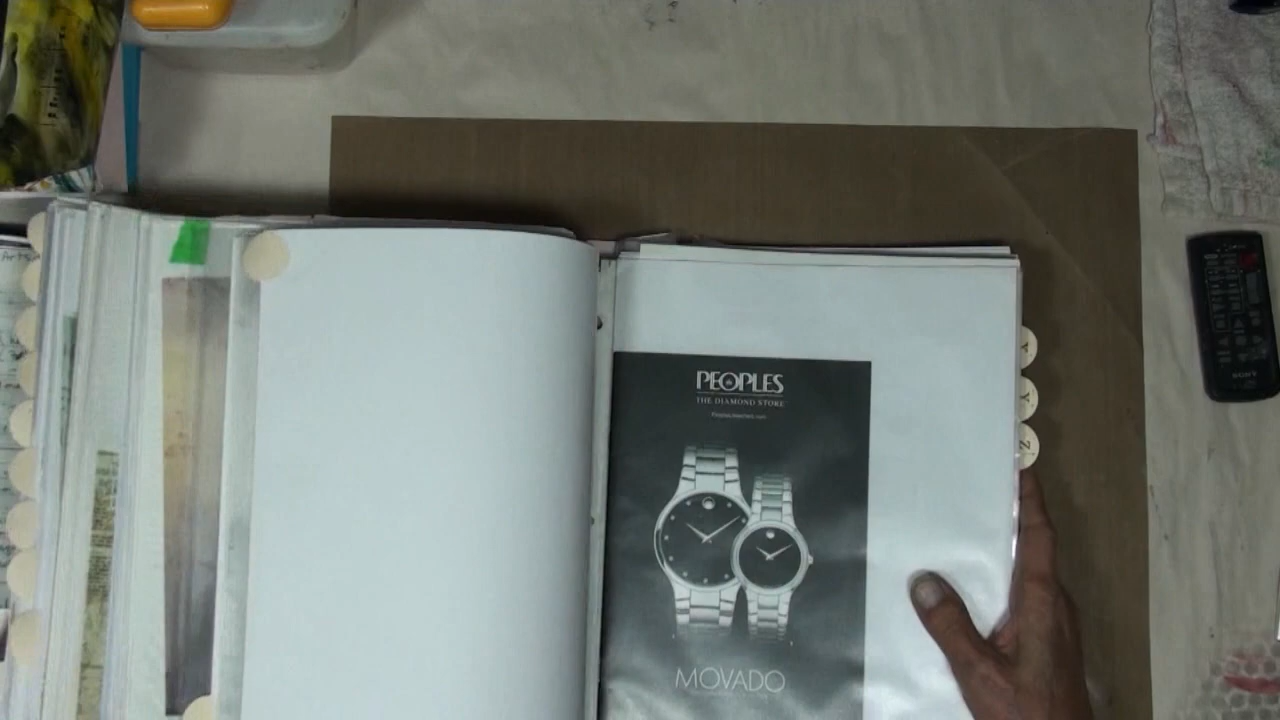 PEOPLES
THE DIAMOND STORE
MOVADO
Y
Y
Z
SONY